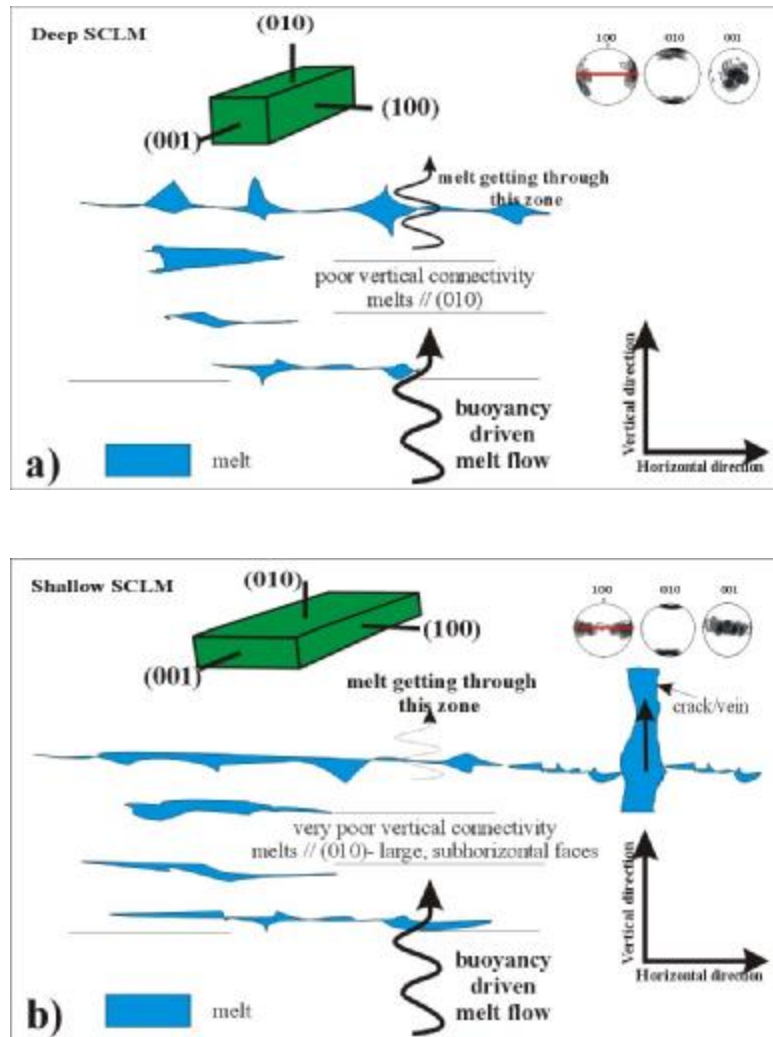 Deep SCLM
(010)
100 010 001
(100)
(001)
melt getting through
this zone
poor vertical connectivity
melts // (010)
buoyancy
driven
melt flow
Vertical direction
Horizontal direction
a)
melt
Shallow SCLM
(010)
100 010 001
(100)
(001)
melt getting through
this zone
crack/vein
very poor vertical connectivity
melts // (010)- large, subhorizontal faces
buoyancy
driven
melt flow
Vertical direction
Horizontal direction
b)
melt